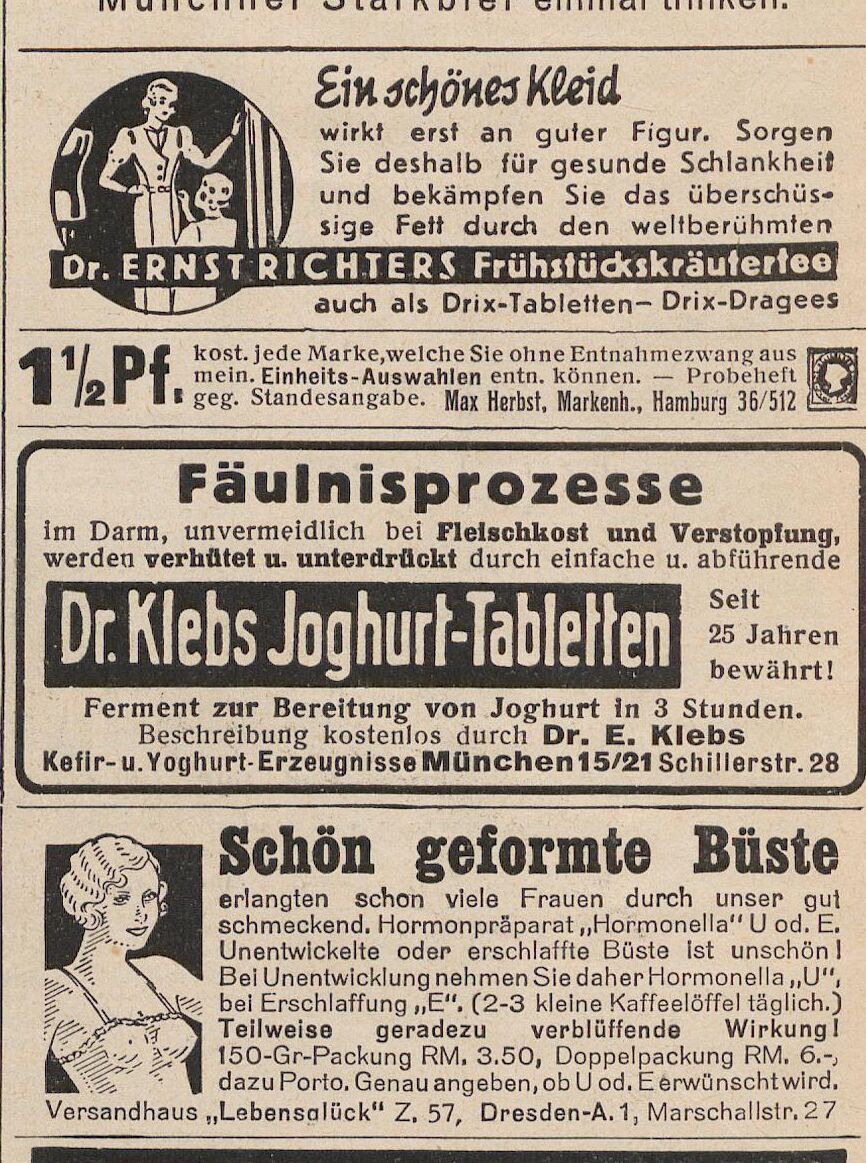 Münchner Starkbier einmal trinken.
Ein schönes Kleid
wirkt erst an guter Figur. Sorgen
Sie deshalb für gesunde Schlankheit
und bekämpfen Sie das überschüs-
sige Fett durch den weltberühmten
Dr. ERNST RICHTERS Frühstückskräutertee
auch als Drix-Tabletten- Drix-Dragees
1 1/2 Pf. kost. jede Marke, welche Sie ohne Entnahmezwang aus
mein. Einheits-Auswahlen entn. können. — Probeheft
geg. Standesangabe. Max Herbst, Markenh., Hamburg 36/512
Fäulnisprozesse
im Darm, unvermeidlich bei Fleischkost und Verstopfung,
werden verhütet u. unterdrückt durch einfache u. abführende
Dr. Klebs Joghurt-Tabletten
Seit
25 Jahren
bewährt!
Ferment zur Bereitung von Joghurt in 3 Stunden.
Beschreibung kostenlos durch Dr. E. Klebs
Kefir- u. Yoghurt-Erzeugnisse München 15/21 Schillerstr. 28
Schön geformte Büste
erlangten schon viele Frauen durch unser gut
schmeckend. Hormonpräparat „Hormonella" U od. E.
Unentwickelte oder erschlaffte Büste ist unschön!
Bei Unentwicklung nehmen Sie daher Hormonella „U",
bei Erschlaffung „E". (2-3 kleine Kaffeelöffel täglich.)
Teilweise geradezu verblüffende Wirkung!
150-Gr-Packung RM. 3.50, Doppelpackung RM. 6.-,
dazu Porto. Genau angeben, ob U od. E erwünscht wird.
Versandhaus „Lebensglück" Z. 57, Dresden-A. 1, Marschallstr. 27